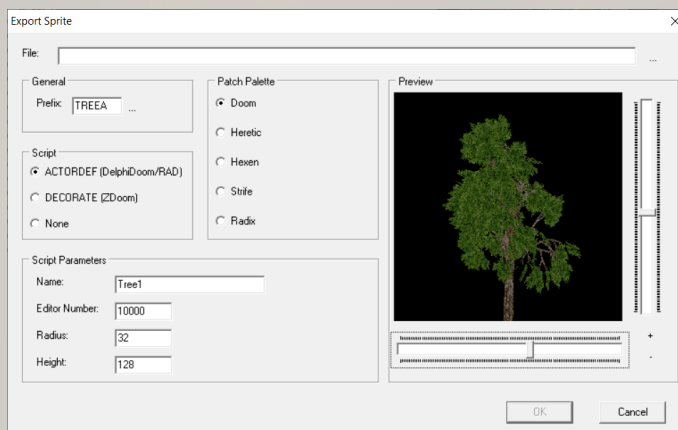 Export Sprite
File:
...
General
Prefix: TREEA ...
Script
ACTORDEF (DelphiDoom/RAD)
DECORATE (ZDoom)
None
Patch Palette
Doom
Heretic
Hexen
Strife
Radix
Preview
+
-
Script Parameters
Name: Tree1
Editor Number: 10000
Radius: 32
Height: 128
OK
Cancel